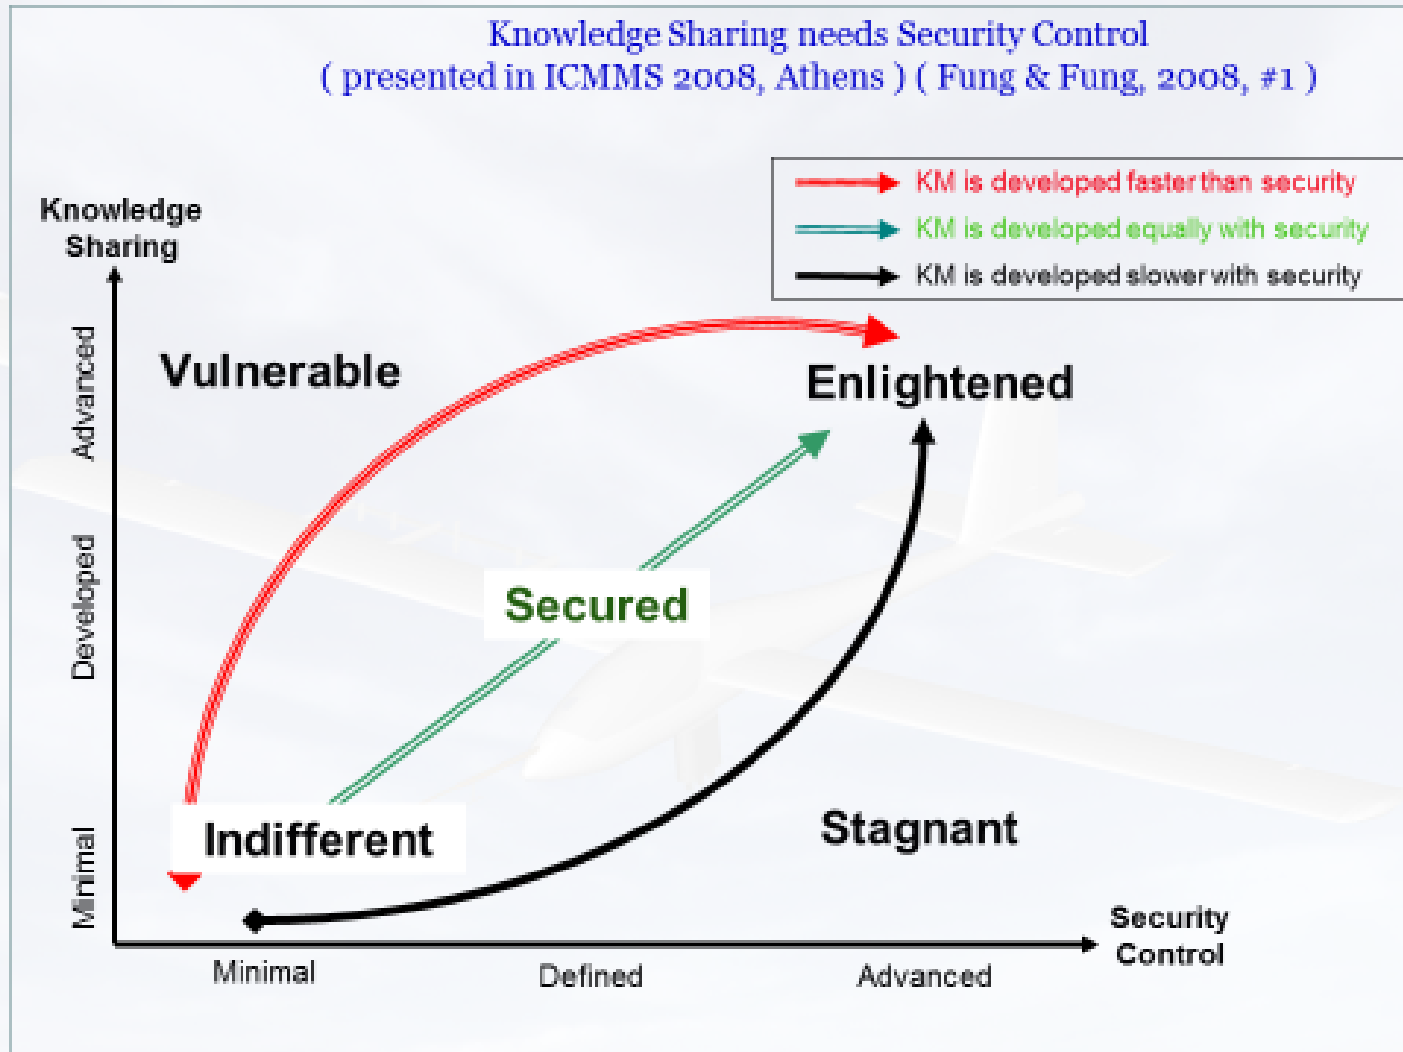 Knowledge Sharing needs Security Control
( presented in ICMMS 2008, Athens ) ( Fung & Fung, 2008, #1 )
KM is developed faster than security
KM is developed equally with security
KM is developed slower with security
Knowledge
Sharing
Advanced
Developed
Minimal
Vulnerable
Enlightened
Secured
Indifferent
Stagnant
Security
Control
Minimal
Defined
Advanced